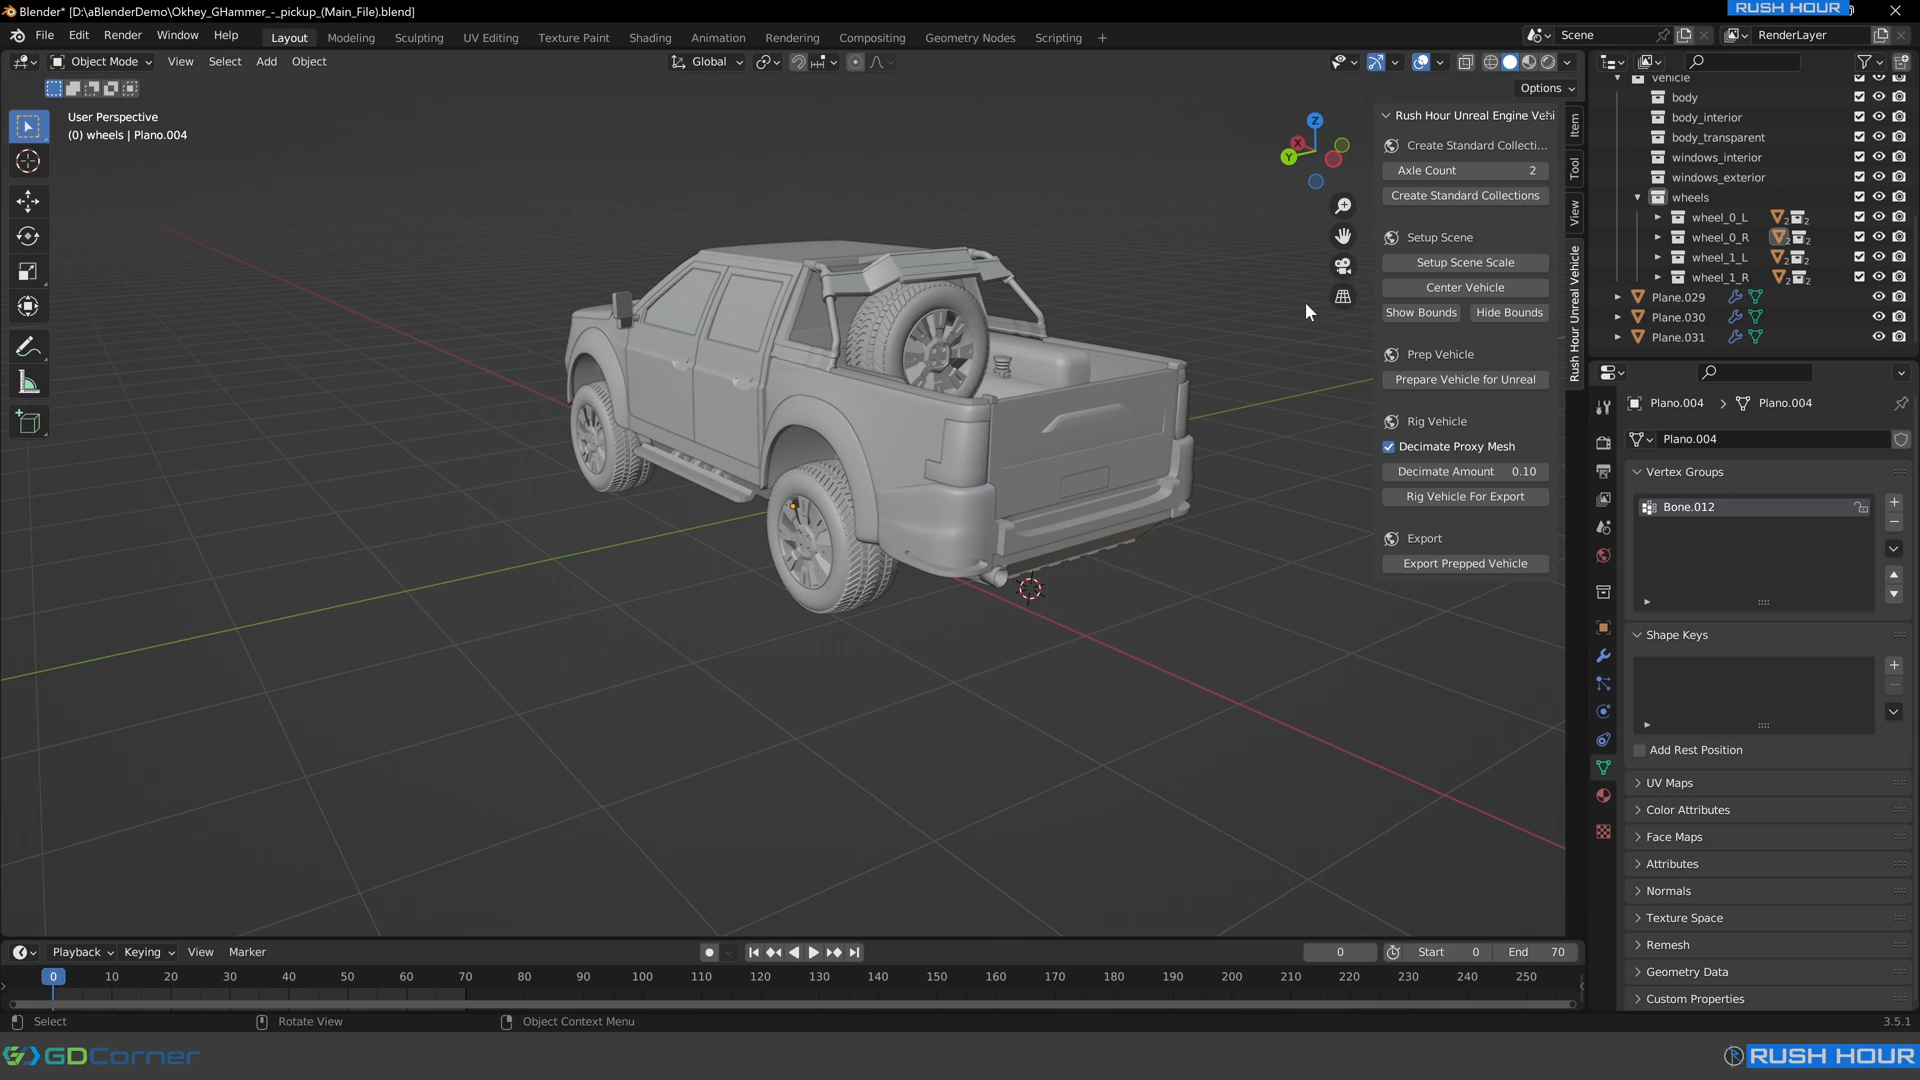 Blender* [D:\aBlenderDemo\Okhey_GHammer_-_pickup_(Main_File).blend]
RUSH HOUR
File Edit Render Window Help
Layout Modeling Sculpting UV Editing Texture Paint Shading Animation Rendering Compositing Geometry Nodes Scripting +
Scene
RenderLayer
Object Mode View Select Add Object
Global
Options
User Perspective
(0) wheels | Plano.004
Z
X
Y
Rush Hour Unreal Engine Vehi
Create Standard Collecti...
Axle Count 2
Create Standard Collections
Setup Scene
Setup Scene Scale
Center Vehicle
Show Bounds Hide Bounds
Prep Vehicle
Prepare Vehicle for Unreal
Rig Vehicle
Decimate Proxy Mesh
Decimate Amount 0.10
Rig Vehicle For Export
Export
Export Prepped Vehicle
Item
Tool
View
Rush Hour Unreal Vehicle
vehicle
body
body_interior
body_transparent
windows_interior
windows_exterior
wheels
wheel_0_L 2 2
wheel_0_R 2 2
wheel_1_L 2 2
wheel_1_R 2 2
Plane.029
Plane.030
Plane.031
Plano.004 > Plano.004
Plano.004
Vertex Groups
Bone.012
Shape Keys
Add Rest Position
UV Maps
Color Attributes
Face Maps
Attributes
Normals
Texture Space
Remesh
Geometry Data
Custom Properties
Playback Keying View Marker
0 Start 0 End 70
0 10 20 30 40 50 60 70 80 90 100 110 120 130 140 150 160 170 180 190 200 210 220 230 240 250
Select Rotate View Object Context Menu
3.5.1
GDCorner
RUSH HOUR